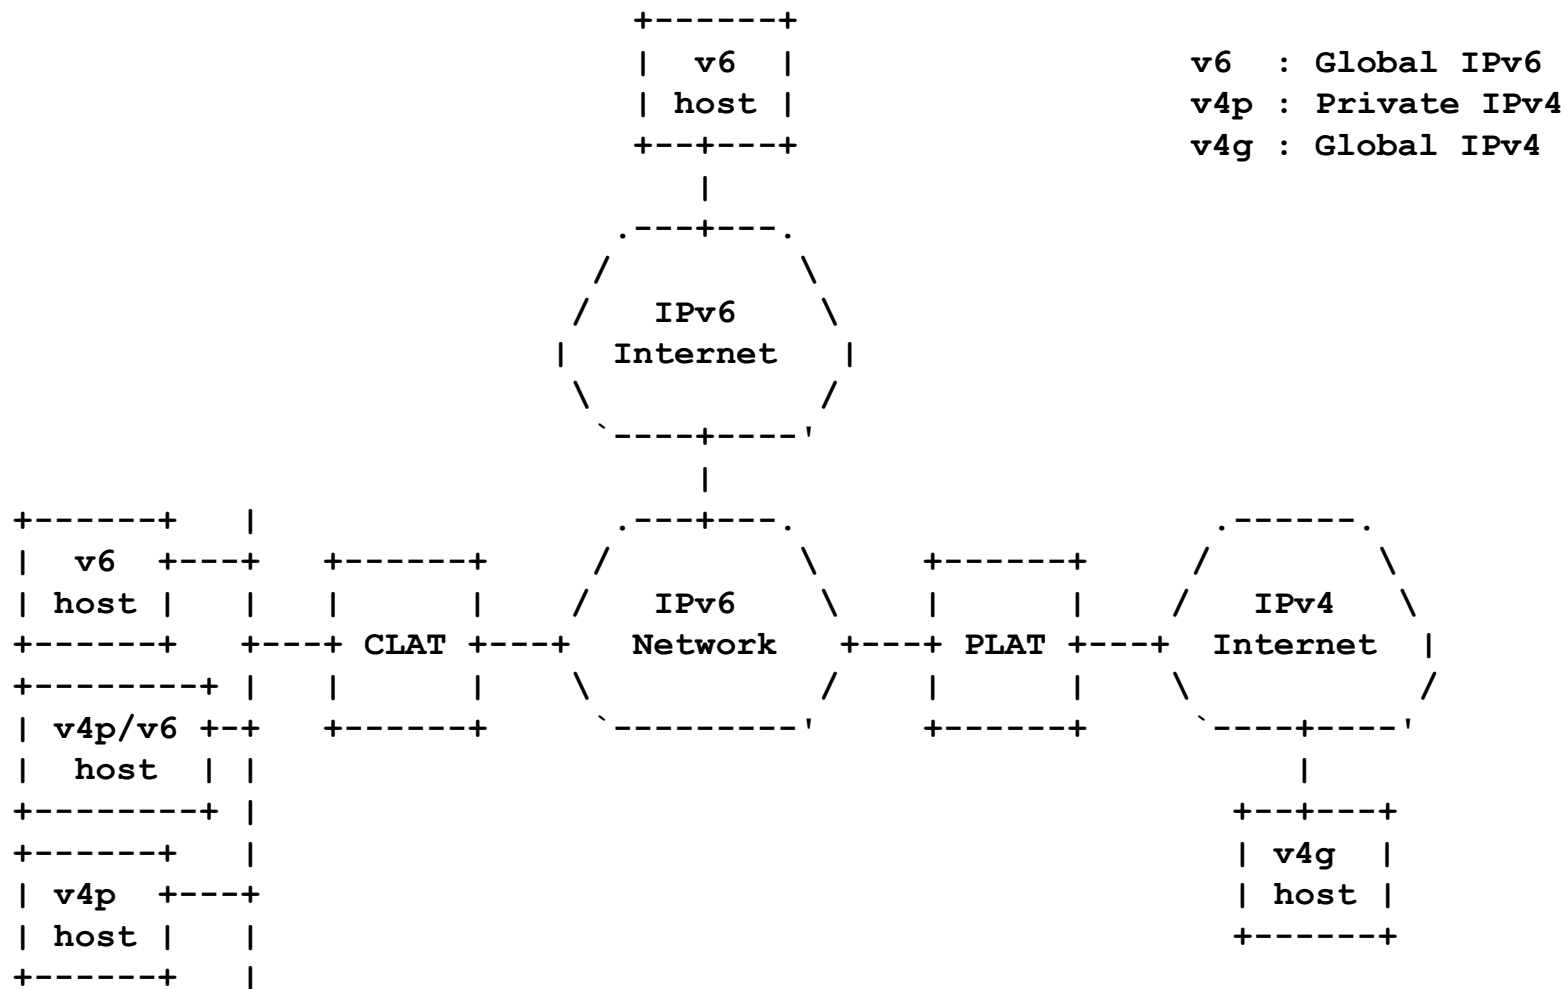 +------+
|  v6  |                   v6  : Global IPv6
| host |                   v4p : Private IPv4
+--+---+                   v4g : Global IPv4
|
.---+---.
/         \
/   IPv6    \
|  Internet   |
\           /
`----+----'
|
+------+   |                 .---+---.                    .------.
|  v6  +---+   +------+     /         \     +------+     /        \
| host |   |   |      |    /   IPv6    \    |      |    /   IPv4   \
+------+   +---+ CLAT +---+   Network   +---+ PLAT +---+  Internet  |
+--------+ |   |      |    \           /    |      |    \           /
| v4p/v6 +-+   +------+     `---------'     +------+     `----+----'
|  host  | |                                                  |
+--------+ |                                               +--+---+
+------+   |                                               | v4g  |
| v4p  +---+                                               | host |
| host |   |                                               +------+
+------+   |